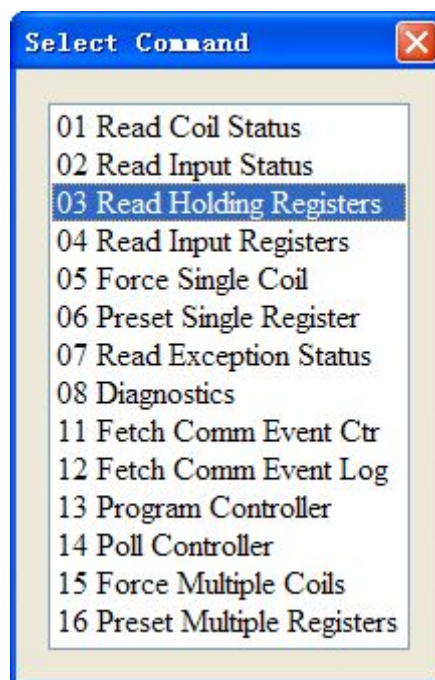 Select Command
01 Read Coil Status
02 Read Input Status
03 Read Holding Registers
04 Read Input Registers
05 Force Single Coil
06 Preset Single Register
07 Read Exception Status
08 Diagnostics
11 Fetch Comm Event Ctr
12 Fetch Comm Event Log
13 Program Controller
14 Poll Controller
15 Force Multiple Coils
16 Preset Multiple Registers